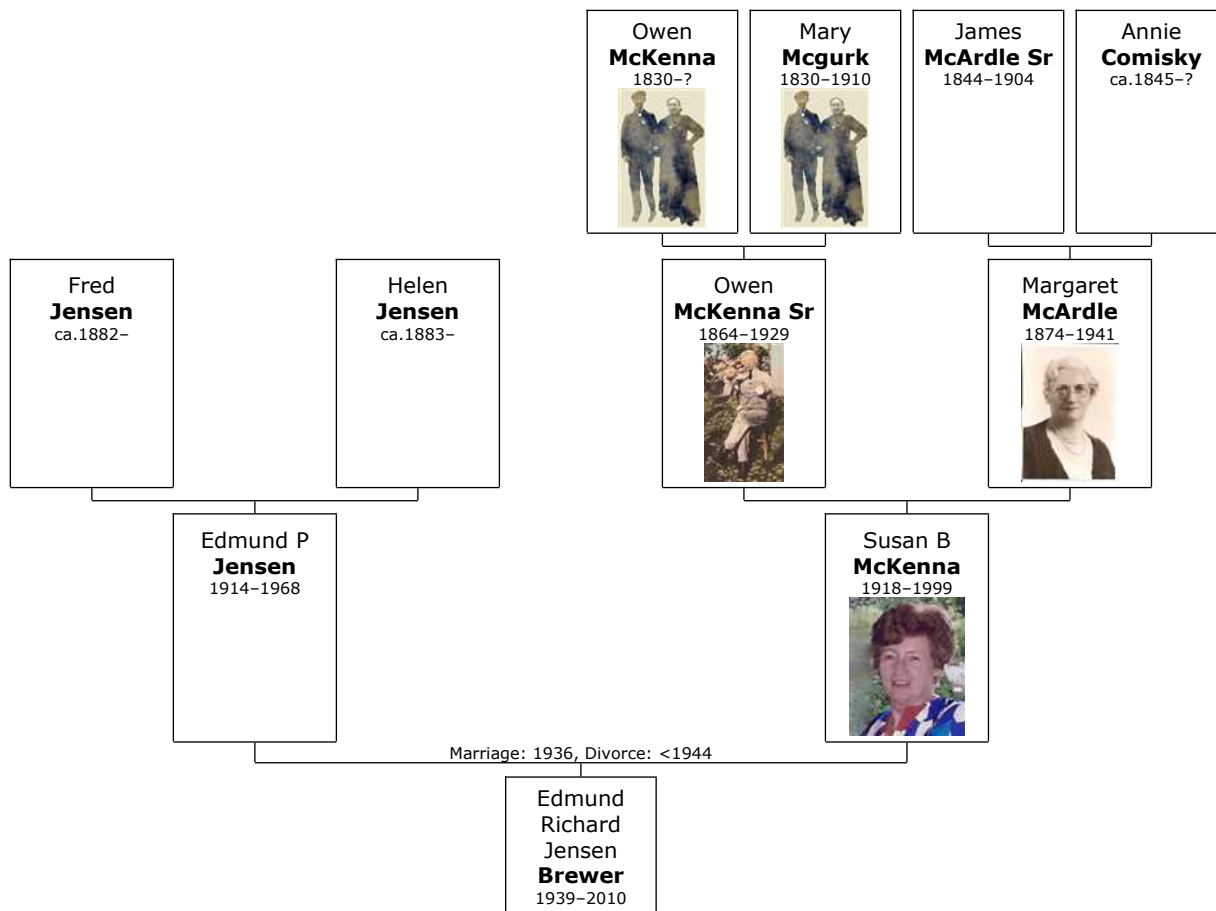 Owen
McKenna
1830–?
Mary
Mcgurk
1830–1910
James
McArdle Sr
1844–1904
Annie
Comisky
ca.1845–?
Fred
Jensen
ca.1882–
Helen
Jensen
ca.1883–
Owen
McKenna Sr
1864–1929
Margaret
McArdle
1874–1941
Edmund P
Jensen
1914–1968
Susan B
McKenna
1918–1999
Marriage: 1936, Divorce: <1944
Edmund
Richard
Jensen
Brewer
1939–2010